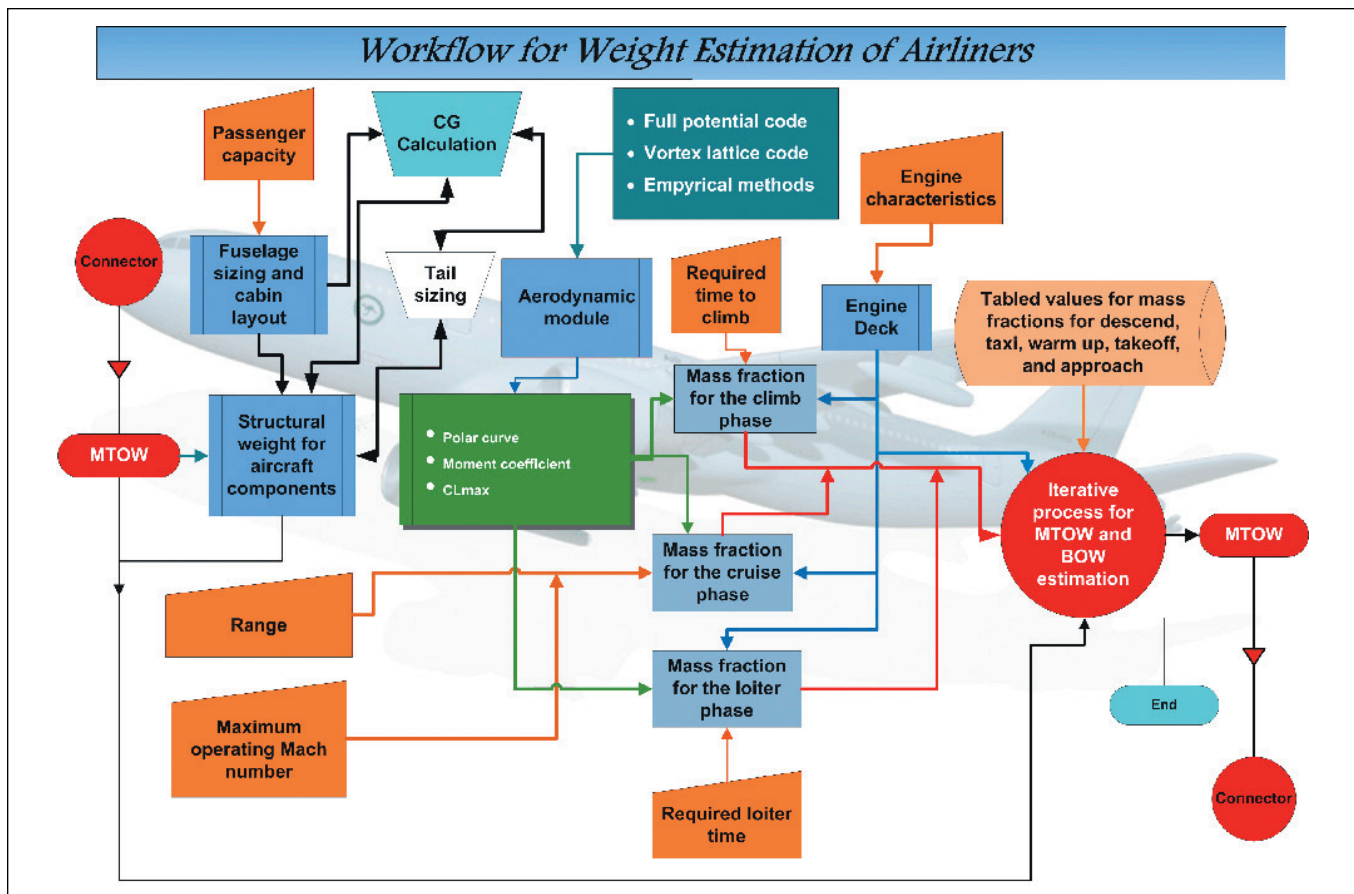 Workflow for Weight Estimation of Airliners
Passenger
capacity
CG
Calculation
• Full potential code
• Vortex lattice code
• Empyrical methods
Engine
characteristics
Connector
Fuselage
sizing and
cabin
layout
Tail
sizing
Aerodynamic
module
Required
time to
climb
Engine
Deck
Tabled values for mass
fractions for descend,
taxi, warm up, takeoff,
and approach
Mass fraction
for the climb
phase
MTOW
Structural
weight for
aircraft
components
• Polar curve
• Moment coefficient
• CLmax
Iterative
process for
MTOW and
BOW
estimation
MTOW
Mass fraction
for the cruise
phase
Range
Mass fraction
for the loiter
phase
End
Maximum
operating Mach
number
Required loiter
time
Connector